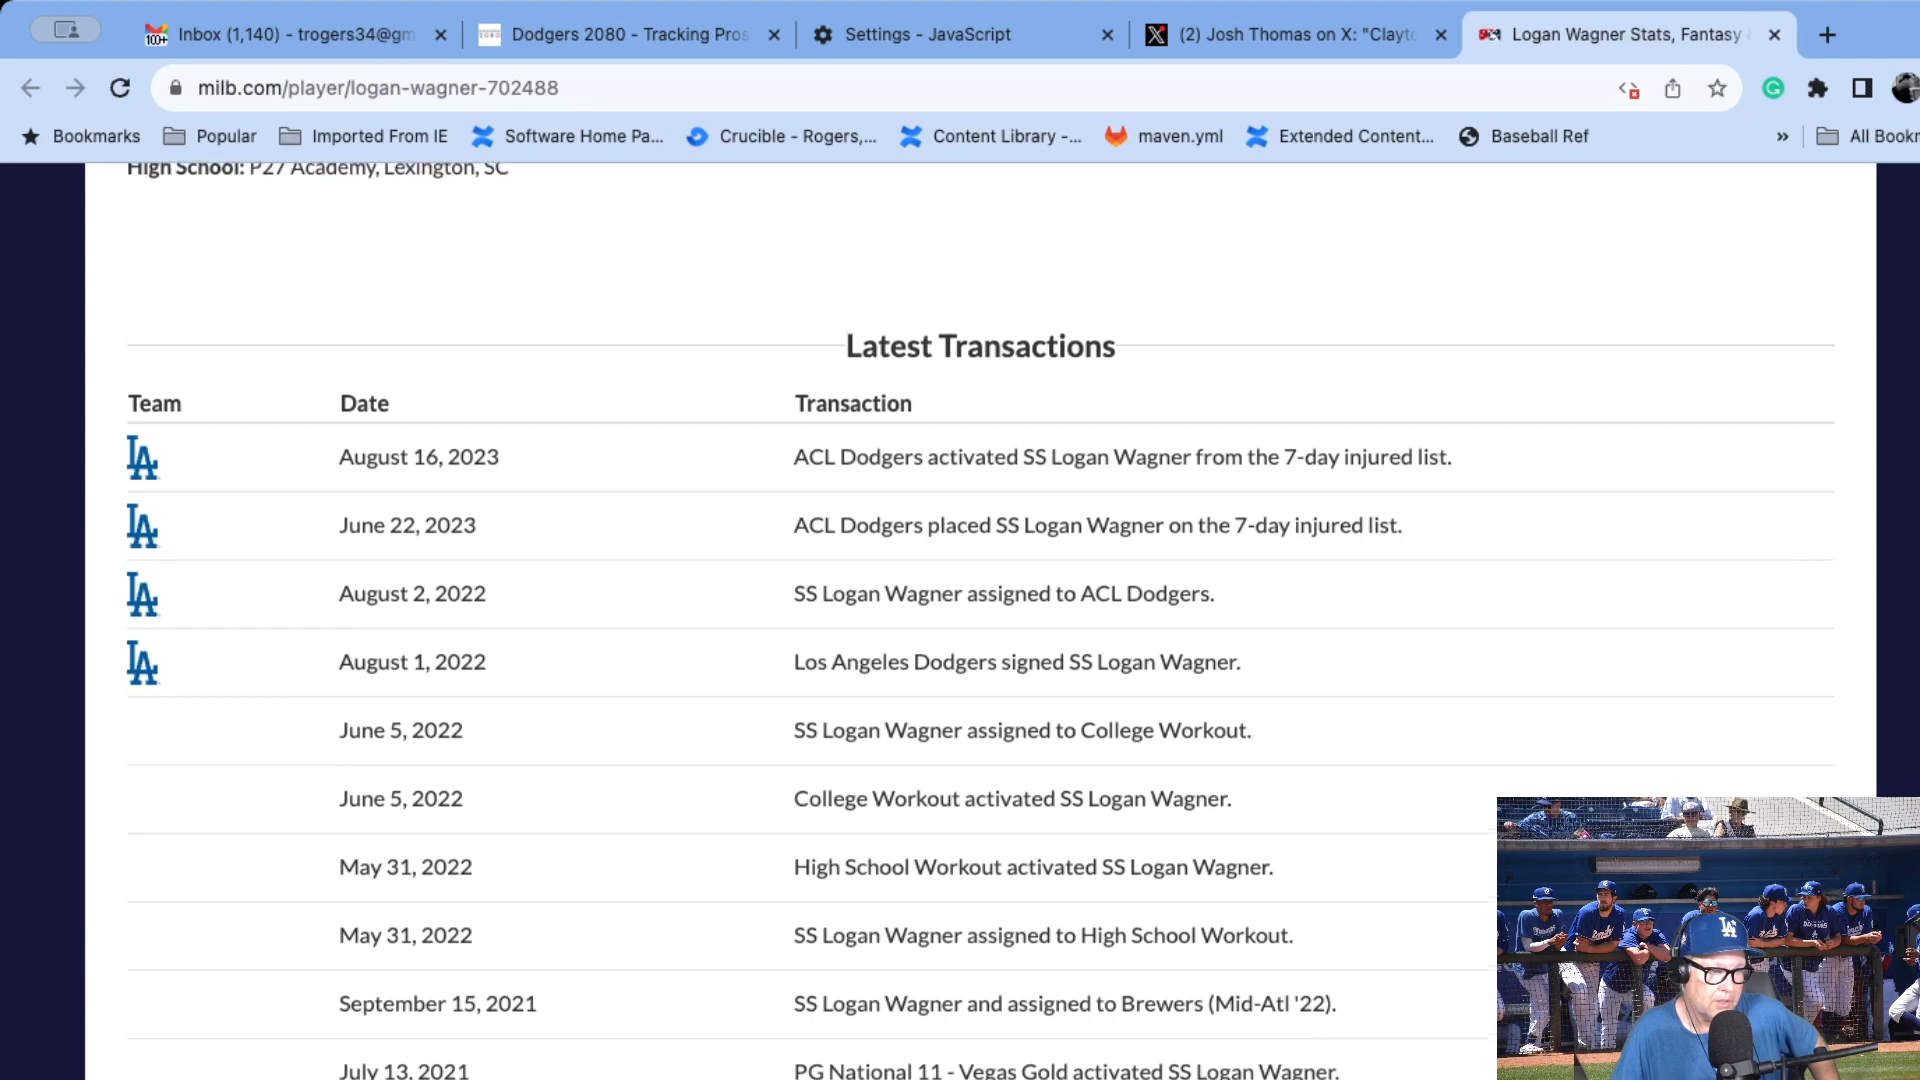 Inbox (1,140) - trogers34@gm
Dodgers 2080 - Tracking Pros
Settings - JavaScript
(2) Josh Thomas on X: "Clayto
Logan Wagner Stats, Fantasy
milb.com/player/logan-wagner-702488
Bookmarks
Popular
Imported From IE
Software Home Pa...
Crucible - Rogers,...
Content Library -...
maven.yml
Extended Content...
Baseball Ref
»
All Bookm
High School: P27 Academy, Lexington, SC
Latest Transactions
Team Date Transaction
LA August 16, 2023 ACL Dodgers activated SS Logan Wagner from the 7-day injured list.
LA June 22, 2023 ACL Dodgers placed SS Logan Wagner on the 7-day injured list.
LA August 2, 2022 SS Logan Wagner assigned to ACL Dodgers.
LA August 1, 2022 Los Angeles Dodgers signed SS Logan Wagner.
June 5, 2022 SS Logan Wagner assigned to College Workout.
June 5, 2022 College Workout activated SS Logan Wagner.
May 31, 2022 High School Workout activated SS Logan Wagner.
May 31, 2022 SS Logan Wagner assigned to High School Workout.
September 15, 2021 SS Logan Wagner and assigned to Brewers (Mid-Atl '22).
July 13, 2021 PG National 11 - Vegas Gold activated SS Logan Wagner.
LA